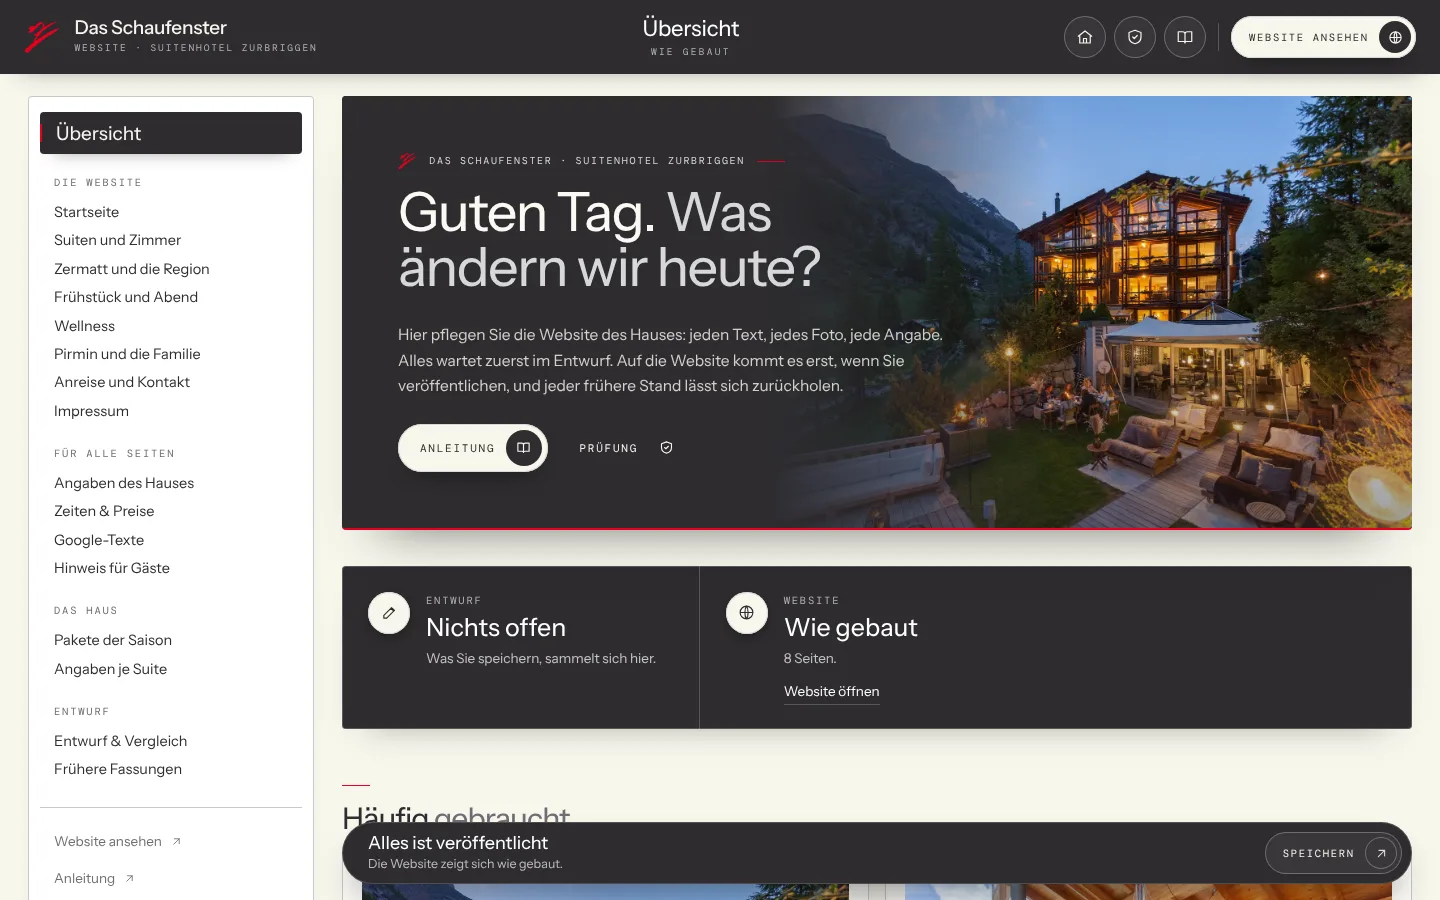 Das Schaufenster
WEBSITE · SUITENHOTEL ZURBRIGGEN
Übersicht
WIE GEBAUT
WEBSITE ANSEHEN
Übersicht
DIE WEBSITE
Startseite
Suiten und Zimmer
Zermatt und die Region
Frühstück und Abend
Wellness
Pirmin und die Familie
Anreise und Kontakt
Impressum
FÜR ALLE SEITEN
Angaben des Hauses
Zeiten & Preise
Google-Texte
Hinweis für Gäste
DAS HAUS
Pakete der Saison
Angaben je Suite
ENTWURF
Entwurf & Vergleich
Frühere Fassungen
Website ansehen
Anleitung
DAS SCHAUFENSTER · SUITENHOTEL ZURBRIGGEN
Guten Tag. Was
ändern wir heute?
Hier pflegen Sie die Website des Hauses: jeden Text, jedes Foto, jede Angabe.
Alles wartet zuerst im Entwurf. Auf die Website kommt es erst, wenn Sie
veröffentlichen, und jeder frühere Stand lässt sich zurückholen.
ANLEITUNG
PRÜFUNG
ENTWURF
Nichts offen
Was Sie speichern, sammelt sich hier.
WEBSITE
Wie gebaut
8 Seiten.
Website öffnen
Häufig gebraucht
Alles ist veröffentlicht
Die Website zeigt sich wie gebaut.
SPEICHERN